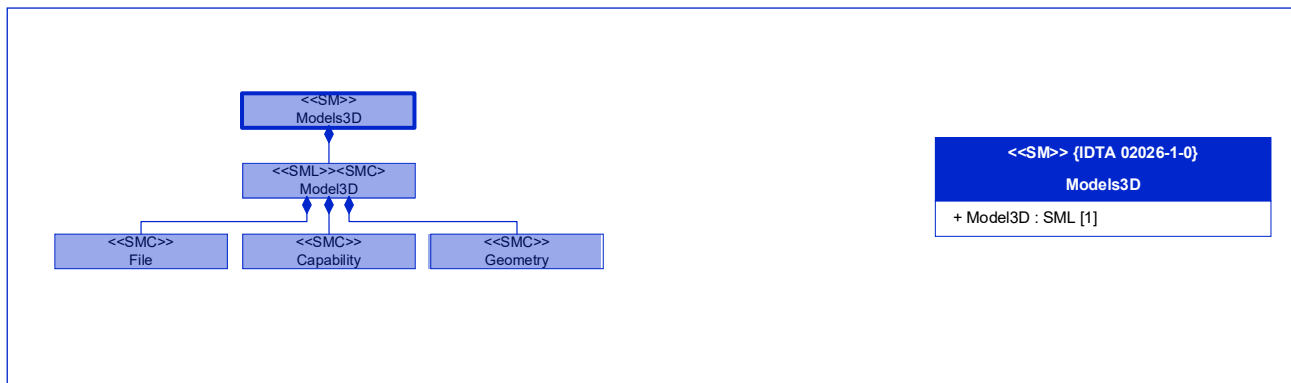 <<SM>>
Models3D
<<SML>><SMC>
Model3D
<<SMC>>
File
<<SMC>>
Capability
<<SMC>>
Geometry
<<SM>> {IDTA 02026-1-0}
Models3D
+ Model3D : SML [1]